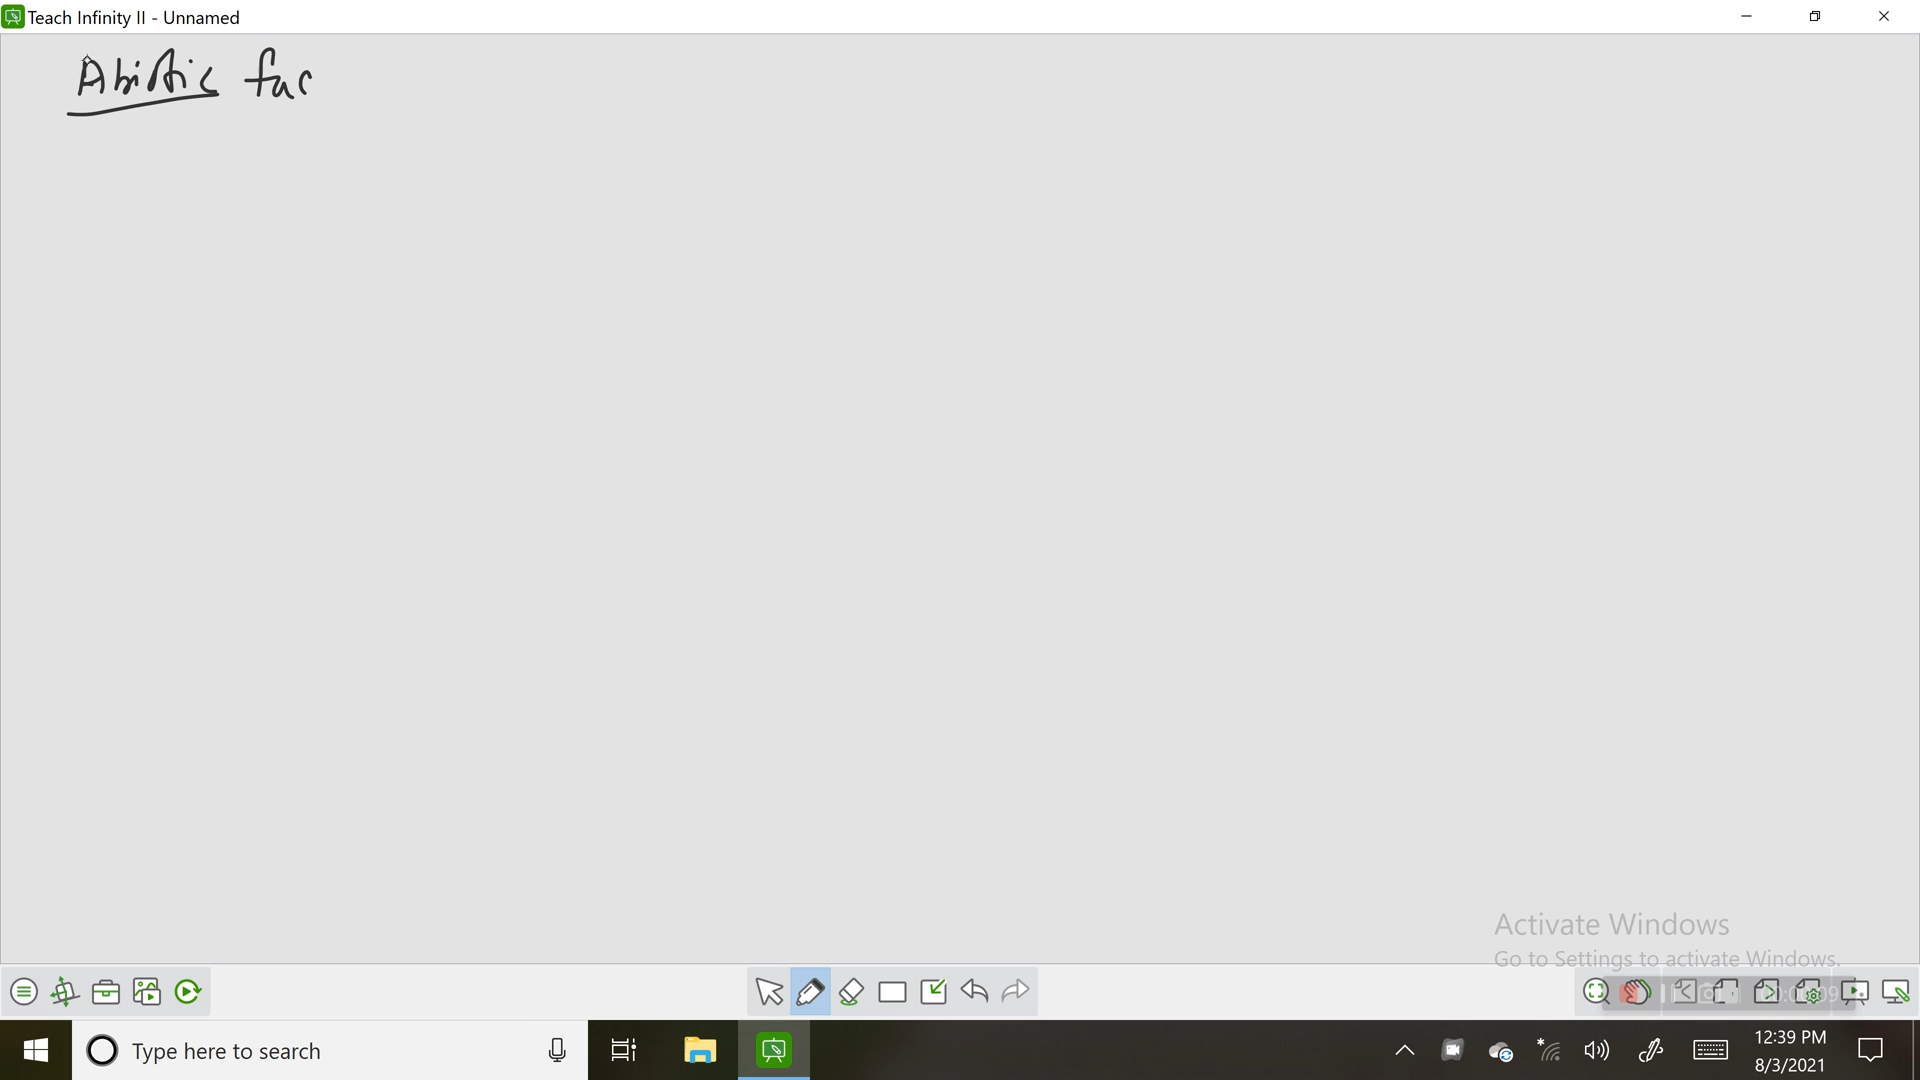 Teach Infinity II - Unnamed
Abiotic fac
Activate Windows
Go to Settings to activate Windows.
Type here to search
12:39 PM
8/3/2021